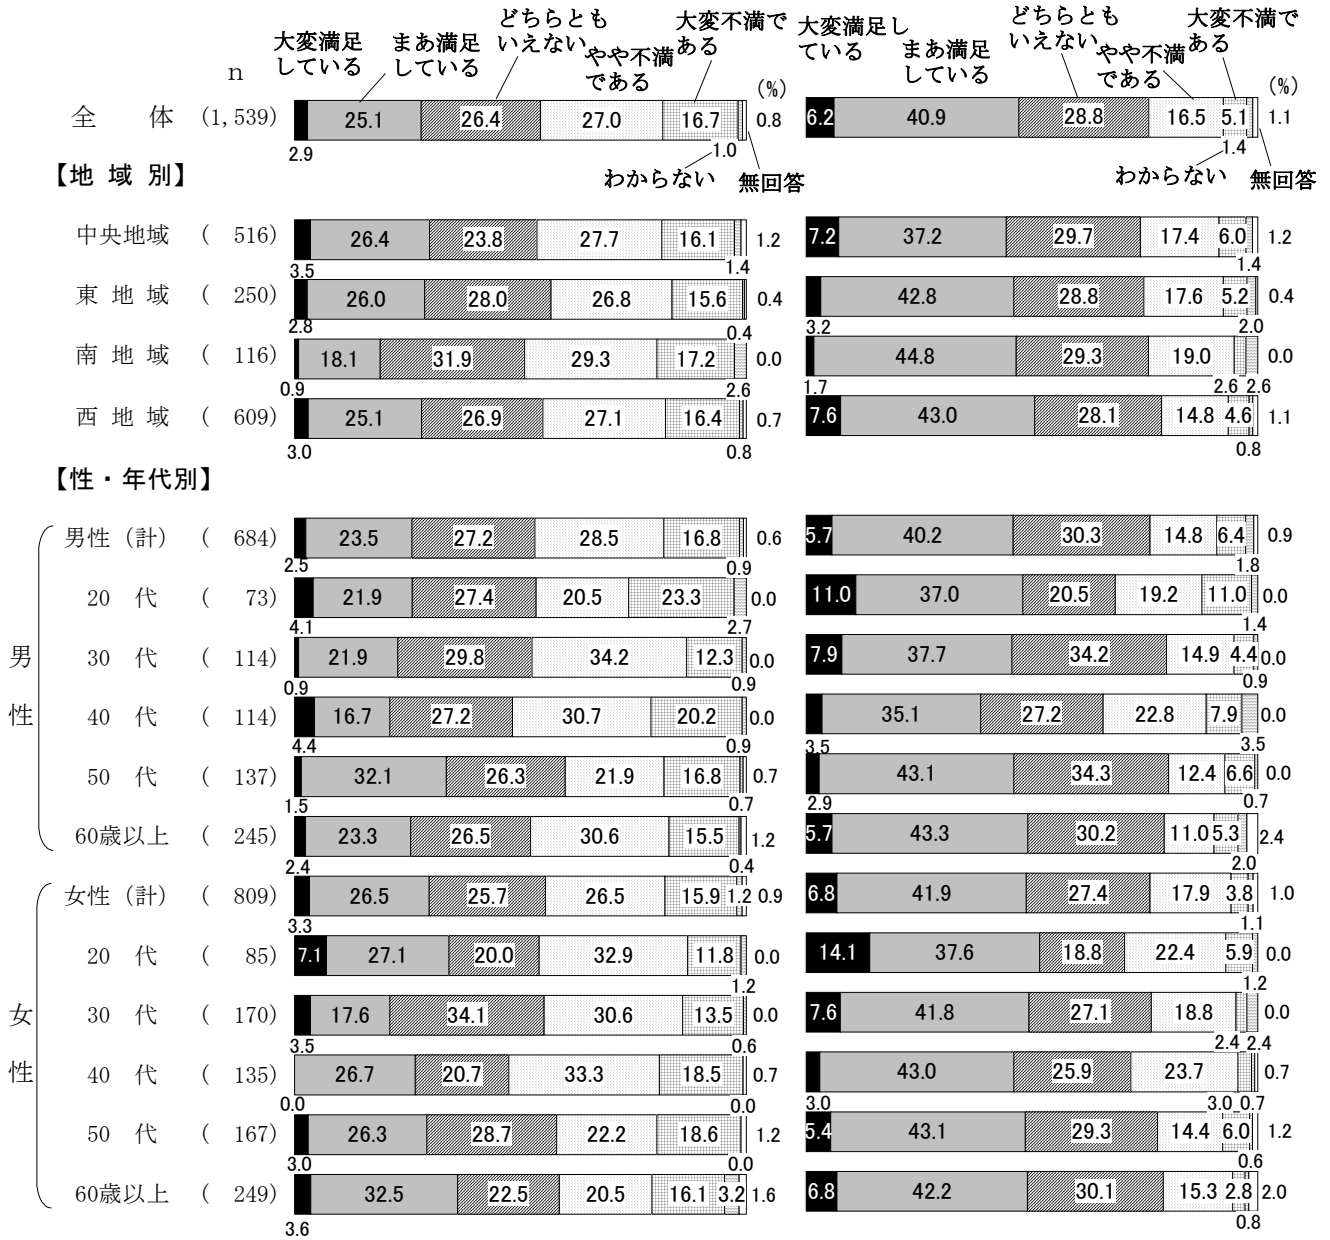 どちらとも どちらとも
大変満足 まあ満足 いえない 大変不満で 大変満足し いえない 大変不満で
している している やや不満 ある ている まあ満足 やや不満 ある
である している である
n (%) (%)
全 体 (1,539) 25.1 26.4 27.0 16.7 0.8 6.2 40.9 28.8 16.5 5.1 1.1
2.9 1.0 1.4
【地 域 別】 わからない 無回答 わからない 無回答
中央地域 ( 516) 26.4 23.8 27.7 16.1 1.2 7.2 37.2 29.7 17.4 6.0 1.2
3.5 1.4 1.4
東 地 域 ( 250) 26.0 28.0 26.8 15.6 0.4 42.8 28.8 17.6 5.2 0.4
2.8 0.4 3.2 2.0
南 地 域 ( 116) 18.1 31.9 29.3 17.2 0.0 44.8 29.3 19.0 0.0
0.9 2.6 1.7 2.6 2.6
西 地 域 ( 609) 25.1 26.9 27.1 16.4 0.7 7.6 43.0 28.1 14.8 4.6 1.1
3.0 0.8 0.8
【性・年代別】
男性（計） ( 684) 23.5 27.2 28.5 16.8 0.6 5.7 40.2 30.3 14.8 6.4 0.9
2.5 0.9 1.8
20 代 ( 73) 21.9 27.4 20.5 23.3 0.0 11.0 37.0 20.5 19.2 11.0 0.0
4.1 2.7 1.4
男 30 代 ( 114) 21.9 29.8 34.2 12.3 0.0 7.9 37.7 34.2 14.9 4.4 0.0
0.9 0.9 0.9
性 40 代 ( 114) 16.7 27.2 30.7 20.2 0.0 35.1 27.2 22.8 7.9 0.0
4.4 0.9 3.5 3.5
50 代 ( 137) 32.1 26.3 21.9 16.8 0.7 43.1 34.3 12.4 6.6 0.0
1.5 0.7 2.9 0.7
60歳以上 ( 245) 23.3 26.5 30.6 15.5 1.2 5.7 43.3 30.2 11.0 5.3 2.4
2.4 0.4 2.0
女性（計） ( 809) 26.5 25.7 26.5 15.9 1.2 0.9 6.8 41.9 27.4 17.9 3.8 1.0
3.3 1.1
20 代 ( 85) 7.1 27.1 20.0 32.9 11.8 0.0 14.1 37.6 18.8 22.4 5.9 0.0
1.2 1.2
女 30 代 ( 170) 17.6 34.1 30.6 13.5 0.0 7.6 41.8 27.1 18.8 0.0
3.5 0.6 2.4 2.4
性 40 代 ( 135) 26.7 20.7 33.3 18.5 0.7 43.0 25.9 23.7 0.7
0.0 0.0 3.0 3.0 0.7
50 代 ( 167) 26.3 28.7 22.2 18.6 1.2 5.4 43.1 29.3 14.4 6.0 1.2
3.0 0.0 0.6
60歳以上 ( 249) 32.5 22.5 20.5 16.1 3.2 1.6 6.8 42.2 30.1 15.3 2.8 2.0
3.6 0.8